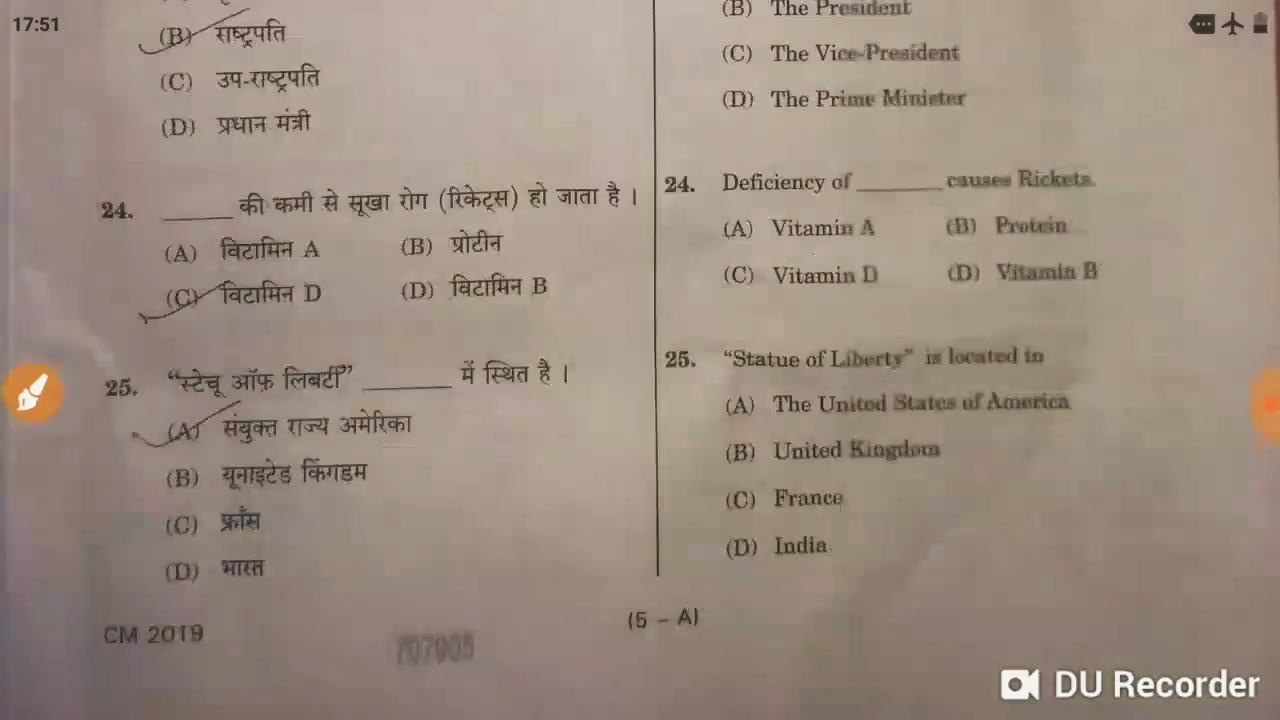 17:51
(B) राष्ट्रपति
(C) उप-राष्ट्रपति
(D) प्रधान मंत्री
24. ______ की कमी से सूखा रोग (रिकेट्स) हो जाता है ।
(A) विटामिन A (B) प्रोटीन
(C) विटामिन D (D) विटामिन B
25. “स्टेचू ऑफ़ लिबर्टी” ______ में स्थित है ।
(A) संयुक्त राज्य अमेरिका
(B) यूनाइटेड किंगडम
(C) फ्राँस
(D) भारत
CM 2019
707905
(B) The President
(C) The Vice-President
(D) The Prime Minister
24. Deficiency of ______ causes Rickets.
(A) Vitamin A (B) Protein
(C) Vitamin D (D) Vitamin B
25. “Statue of Liberty” is located in
(A) The United States of America
(B) United Kingdom
(C) France
(D) India
(5 – A)
DU Recorder